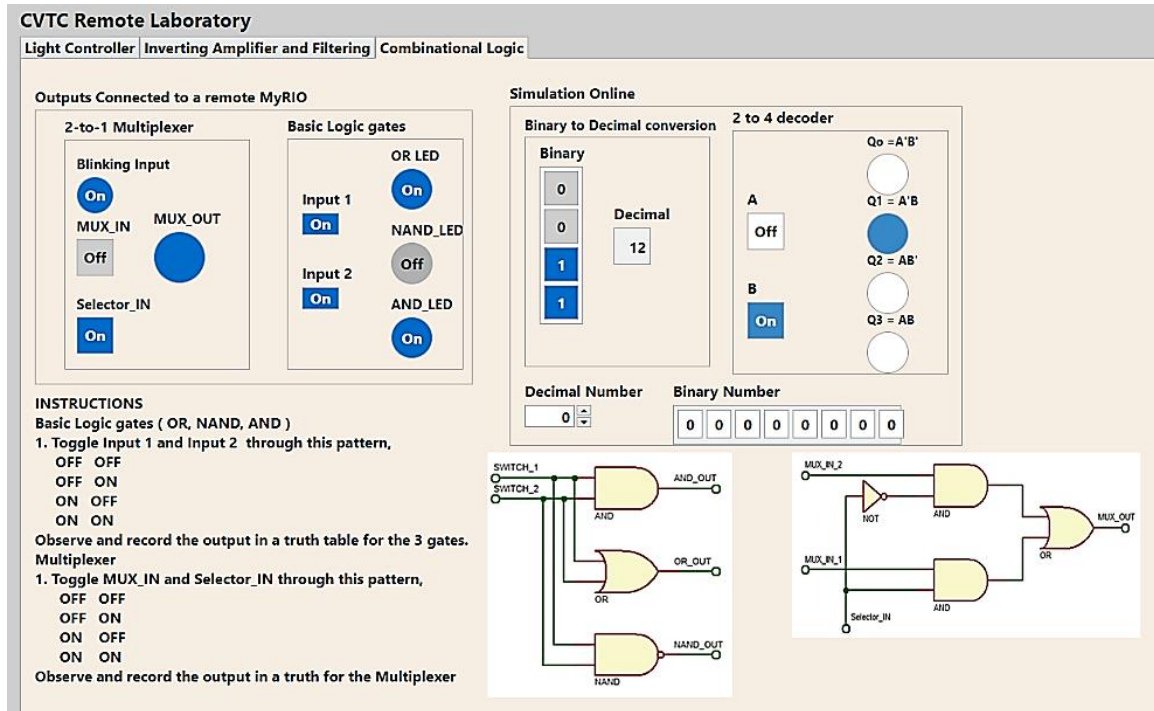 CVTC Remote Laboratory
Light Controller Inverting Amplifier and Filtering Combinational Logic
Outputs Connected to a remote MyRIO
2-to-1 Multiplexer
Blinking Input
On
MUX_IN
Off
MUX_OUT
Selector_IN
On
Basic Logic gates
Input 1
On
Input 2
On
OR LED
On
NAND_LED
Off
AND_LED
On
Simulation Online
Binary to Decimal conversion
Binary
0
0
1
1
Decimal
12
2 to 4 decoder
A
Off
B
On
Qo =A'B'
Q1 = A'B
Q2 = AB'
Q3 = AB
Decimal Number
0
Binary Number
0 0 0 0 0 0 0 0
INSTRUCTIONS
Basic Logic gates ( OR, NAND, AND )
1. Toggle Input 1 and Input 2 through this pattern,
OFF OFF
OFF ON
ON OFF
ON ON
Observe and record the output in a truth table for the 3 gates.
Multiplexer
1. Toggle MUX_IN and Selector_IN through this pattern,
OFF OFF
OFF ON
ON OFF
ON ON
Observe and record the output in a truth for the Multiplexer
SWITCH_1
SWITCH_2
AND_OUT
AND
OR_OUT
OR
NAND_OUT
NAND
MUX_IN_2
NOT
AND
MUX_OUT
OR
MUX_IN_1
AND
Selector_IN